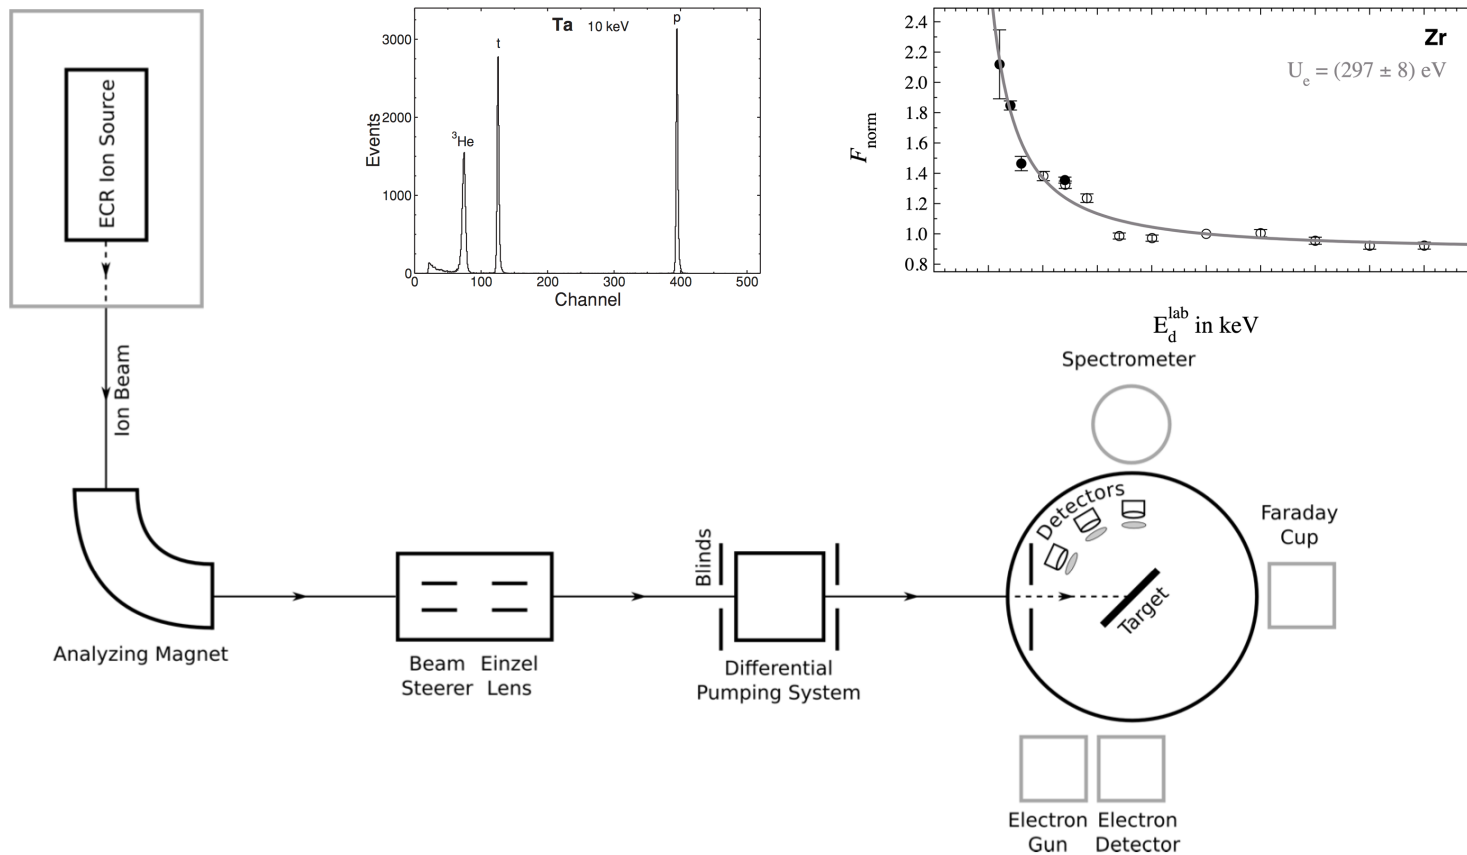 ECR Ion Source
Ion Beam
Analyzing Magnet
Ta 10 keV
p
t
3He
3000
2000
1000
0
Events
0 100 200 300 400 500
Channel
Zr
U_e = (297 ± 8) eV
2.4
2.2
2.0
1.8
1.6
1.4
1.2
1.0
0.8
F_norm
E_d^lab in keV
Beam Steerer
Einzel Lens
Blinds
Differential
Pumping System
Spectrometer
Detectors
Target
Faraday
Cup
Electron
Gun
Electron
Detector